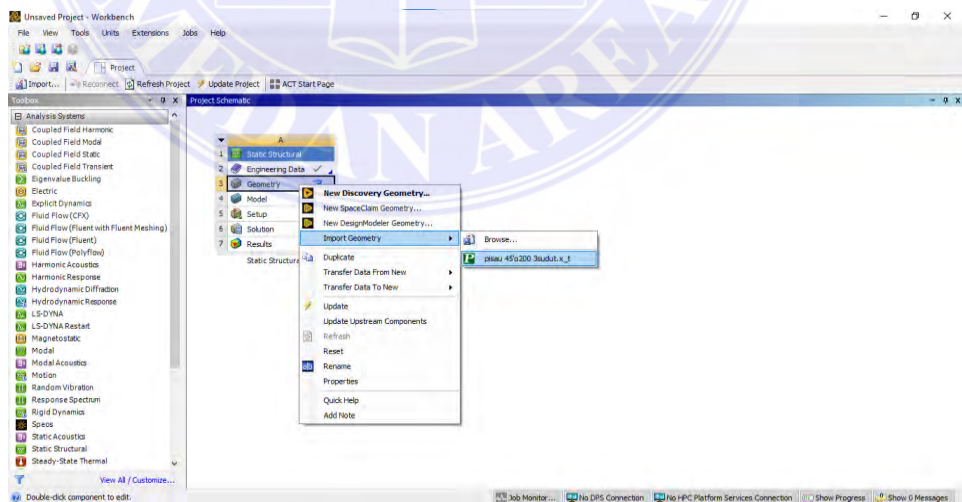 Unsaved Project - Workbench
File View Tools Units Extensions Jobs Help
Project
Import... Reconnect Refresh Project Update Project ACT Start Page
Toolbox
Project Schematic
Analysis Systems
Coupled Field Harmonic
Coupled Field Modal
Coupled Field Static
Coupled Field Transient
Eigenvalue Buckling
Electric
Explicit Dynamics
Fluid Flow (CFX)
Fluid Flow (Fluent with Fluent Meshing)
Fluid Flow (Fluent)
Fluid Flow (Polyflow)
Harmonic Acoustics
Harmonic Response
Hydrodynamic Diffraction
Hydrodynamic Response
LS-DYNA
LS-DYNA Restart
Magnetostatic
Modal
Modal Acoustics
Motion
Random Vibration
Response Spectrum
Rigid Dynamics
Speos
Static Acoustics
Static Structural
Steady-State Thermal
View All / Customize...
A
1 Static Structural
2 Engineering Data
3 Geometry
4 Model
5 Setup
6 Solution
7 Results
Static Structura
New Discovery Geometry...
New SpaceClaim Geometry...
New DesignModeler Geometry...
Import Geometry
Duplicate
Transfer Data From New
Transfer Data To New
Update
Update Upstream Components
Refresh
Reset
Rename
Properties
Quick Help
Add Note
Browse...
pisau 45'o200 3sudut.x_t
Double-click component to edit.
Job Monitor... No DPS Connection No HPC Platform Services Connection Show Progress Show 0 Messages
MEDAN AREA